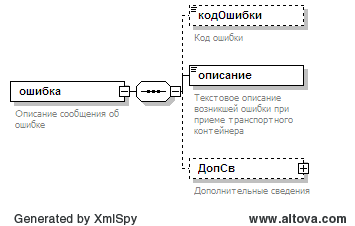 кодОшибки
Код ошибки
описание
Текстовое описание
возникшей ошибки при
приеме транспортного
контейнера
ошибка
Описание сообщения об
ошибке
ДопСв
Дополнительные сведения
Generated by XmlSpy
www.altova.com